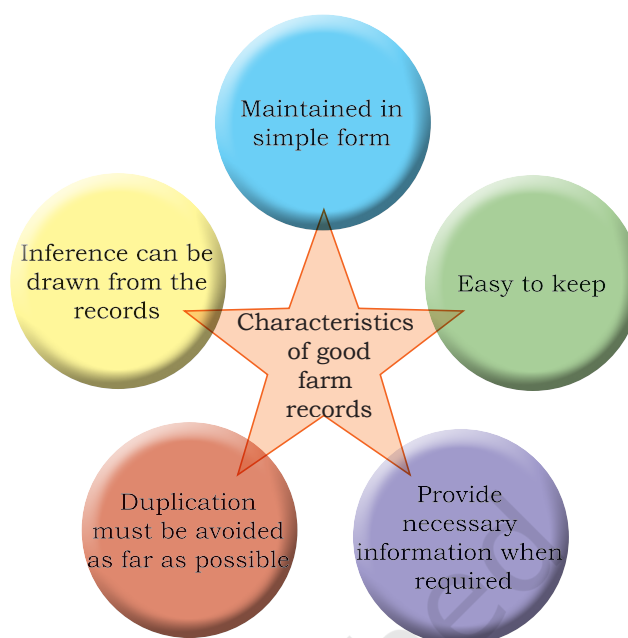 Maintained in
simple form
Easy to keep
Provide
necessary
information when
required
Duplication
must be avoided
as far as possible
Inference can be
drawn from the
records
Characteristics
of good
farm
records